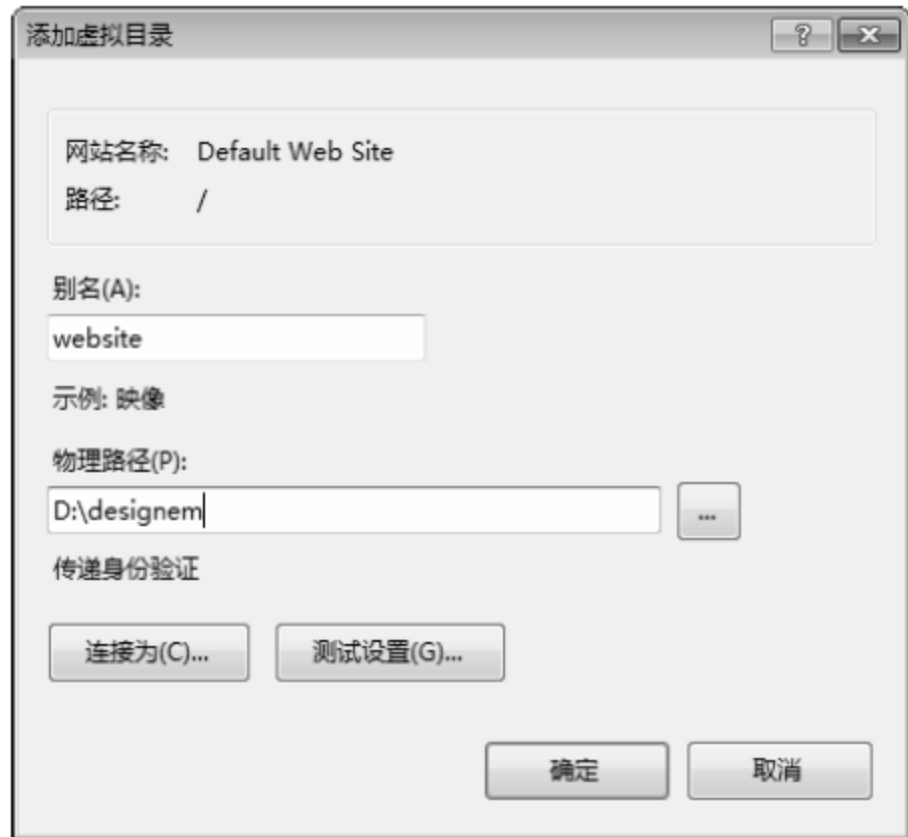 添加虚拟目录
网站名称: Default Web Site
路径: /
别名(A):
website
示例: 映像
物理路径(P):
D:\designem
...
传递身份验证
连接为(C)... 测试设置(G)...
确定 取消